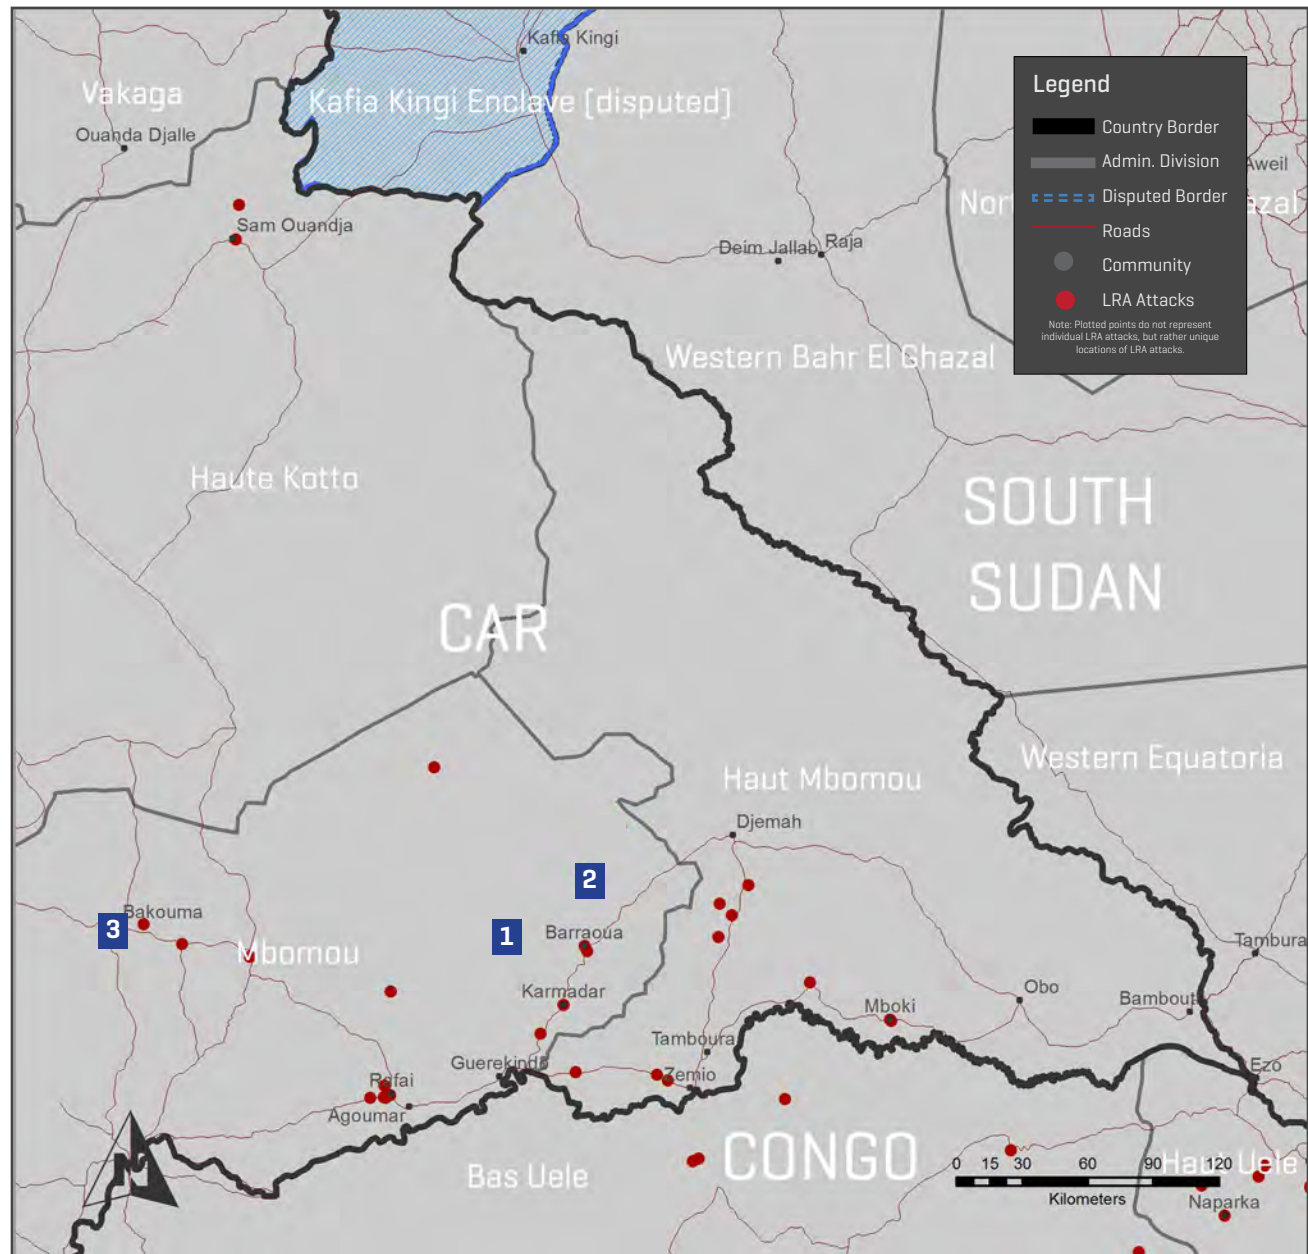 Kafia Kingi
Vakaga
Kafia Kingi Enclave [disputed]
Ouanda Djalle
Legend
Country Border
Admin. Division
Disputed Border
Roads
Community
LRA Attacks
Note: Plotted points do not represent
individual LRA attacks, but rather unique
locations of LRA attacks.
Aweil
Sam Ouandja
Deim Jallab
Raja
Western Bahr El Ghazal
Haute Kotto
SOUTH
SUDAN
CAR
Western Equatoria
Haut Mbomou
Djemah
2
Bakouma
3
1
Barraoua
Mbomou
Tambura
Karmadar
Obo
Mboki
Bambouti
Tamboura
Guerekindo
Ezo
Zemio
Rafai
Agoumar
N
Bas Uele
CONGO
Haut Uele
0 15 30 60 90 120
Kilometers
Naparka